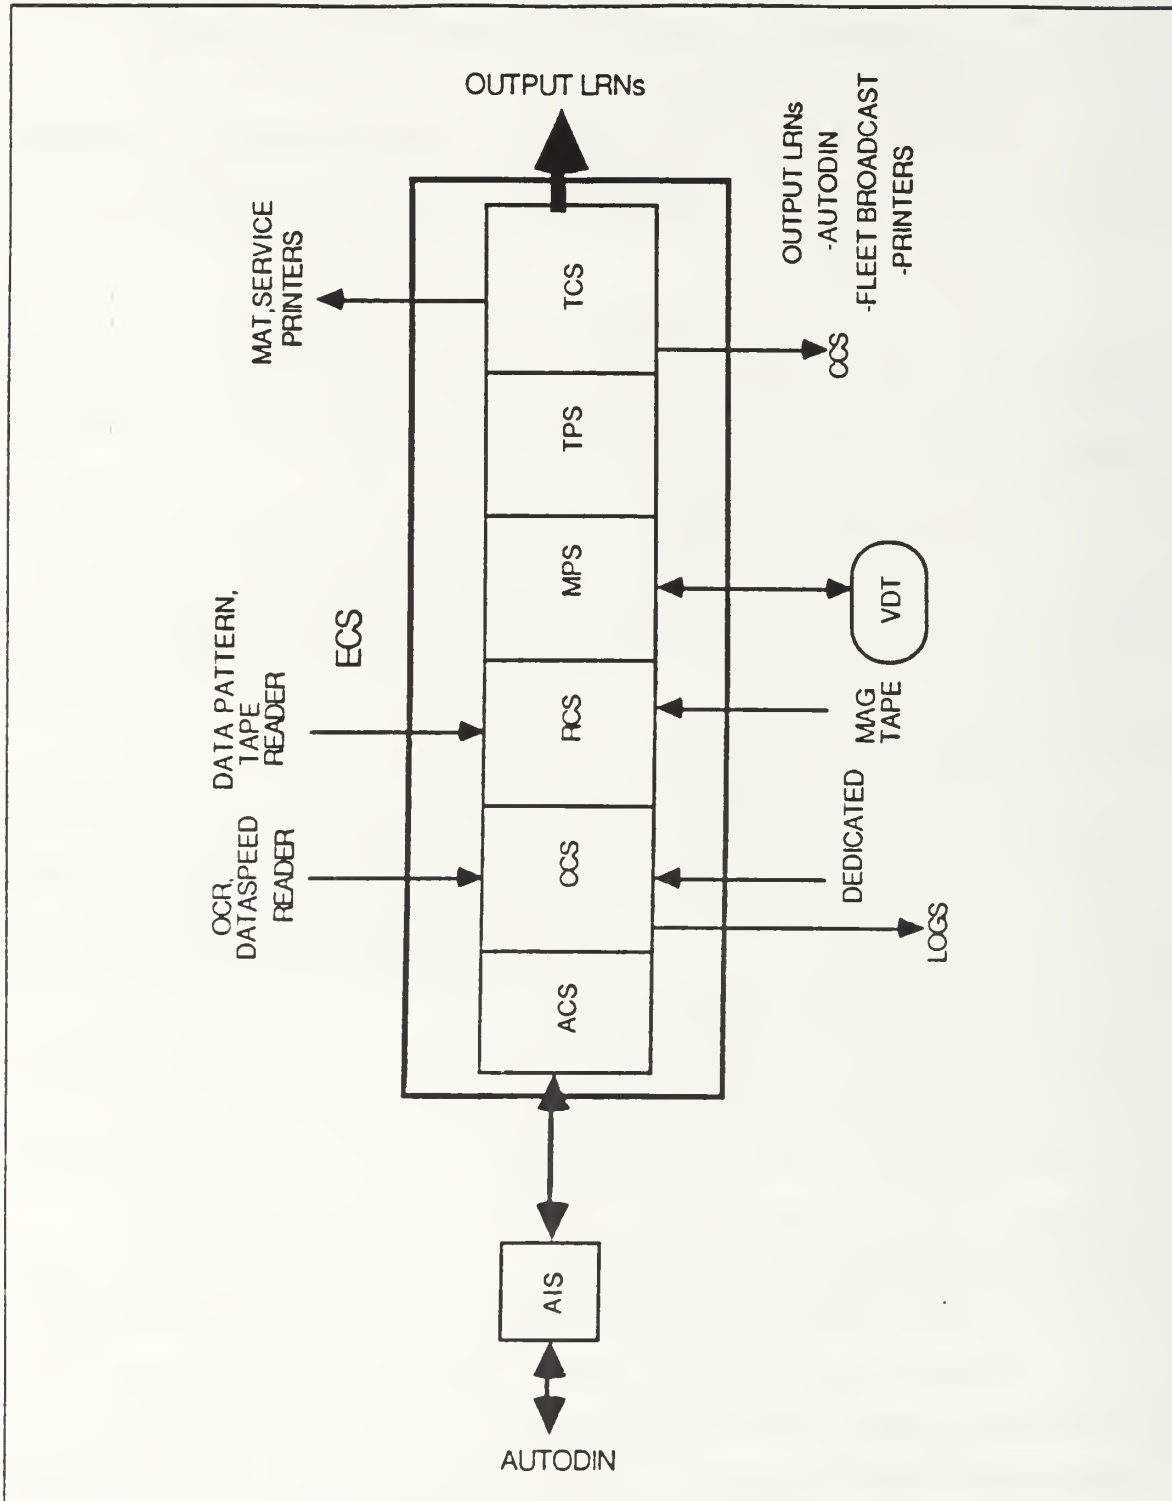 OUTPUT LRNs
MAT,SERVICE
PRINTERS
OUTPUT LRNs
-AUTODIN
-FLEET BROADCAST
-PRINTERS
TCS
CCS
TPS
ECS
MPS
VDT
DATA PATTERN,
TAPE
READER
RCS
MAG
TAPE
OCR,
DATASPEED
READER
CCS
DEDICATED
LOGS
ACS
AIS
AUTODIN